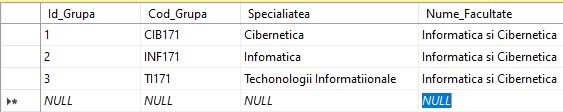 Id_Grupa Cod_Grupa Specialiatea Nume_Facultate
1 CIB171 Cibernetica Informatica si Cibernetica
2 INF171 Infomatica Informatica si Cibernetica
3 TI171 Techonologii Informatiionale Informatica si Cibernetica
NULL NULL NULL NULL